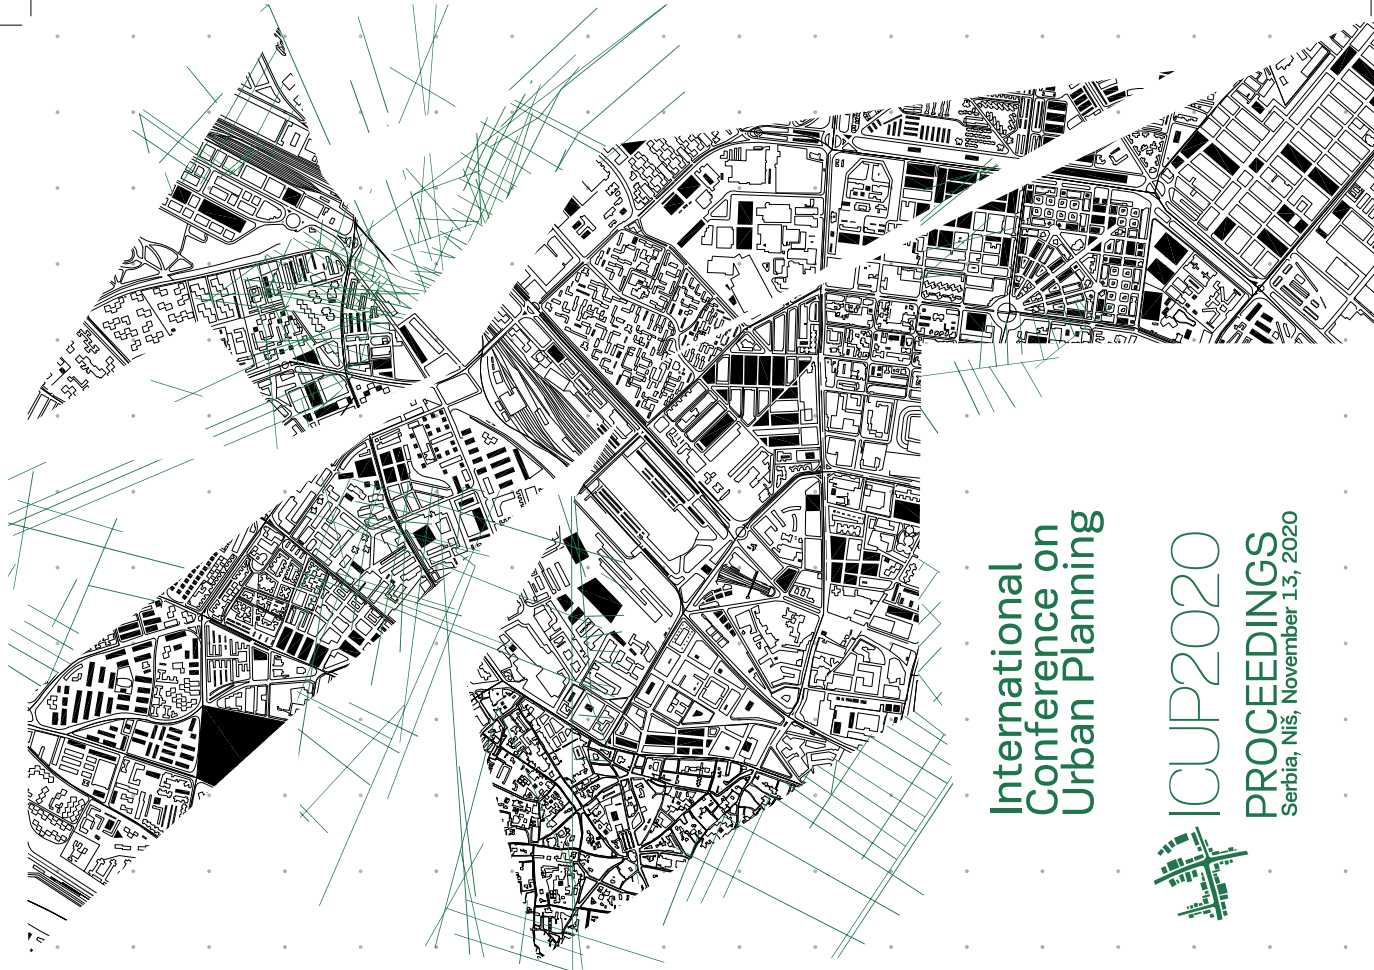 International
Conference on
Urban Planning
ICUP2020
PROCEEDINGS
Serbia, Niš, November 13, 2020